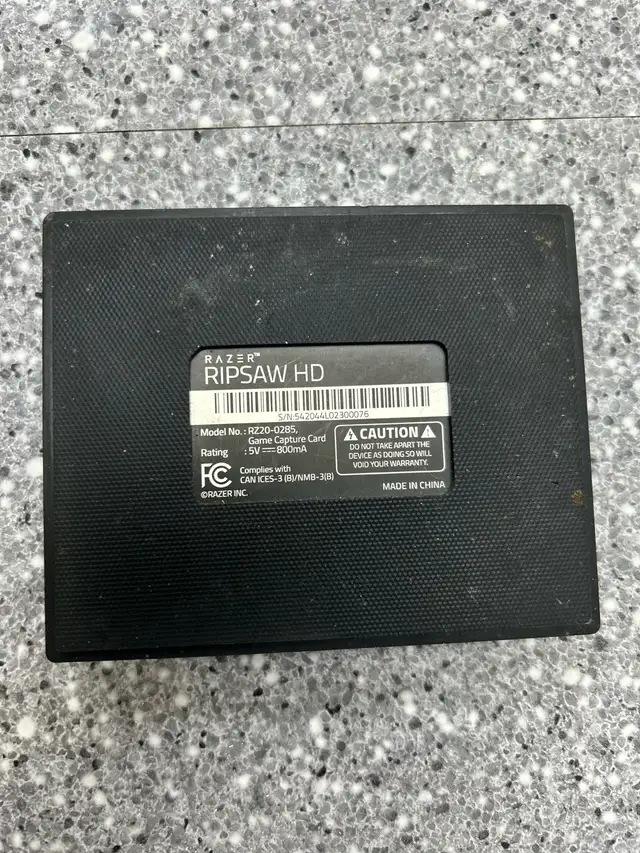 RAZER™
RIPSAW HD
S/N:542044L02300076
Model No. : RZ20-0285,
Game Capture Card
Rating : 5V⎓800mA
FC
Complies with
CAN ICES-3 (B)/NMB-3(B)
©RAZER INC.
CAUTION
DO NOT TAKE APART THE
DEVICE AS DOING SO WILL
VOID YOUR WARRANTY.
MADE IN CHINA